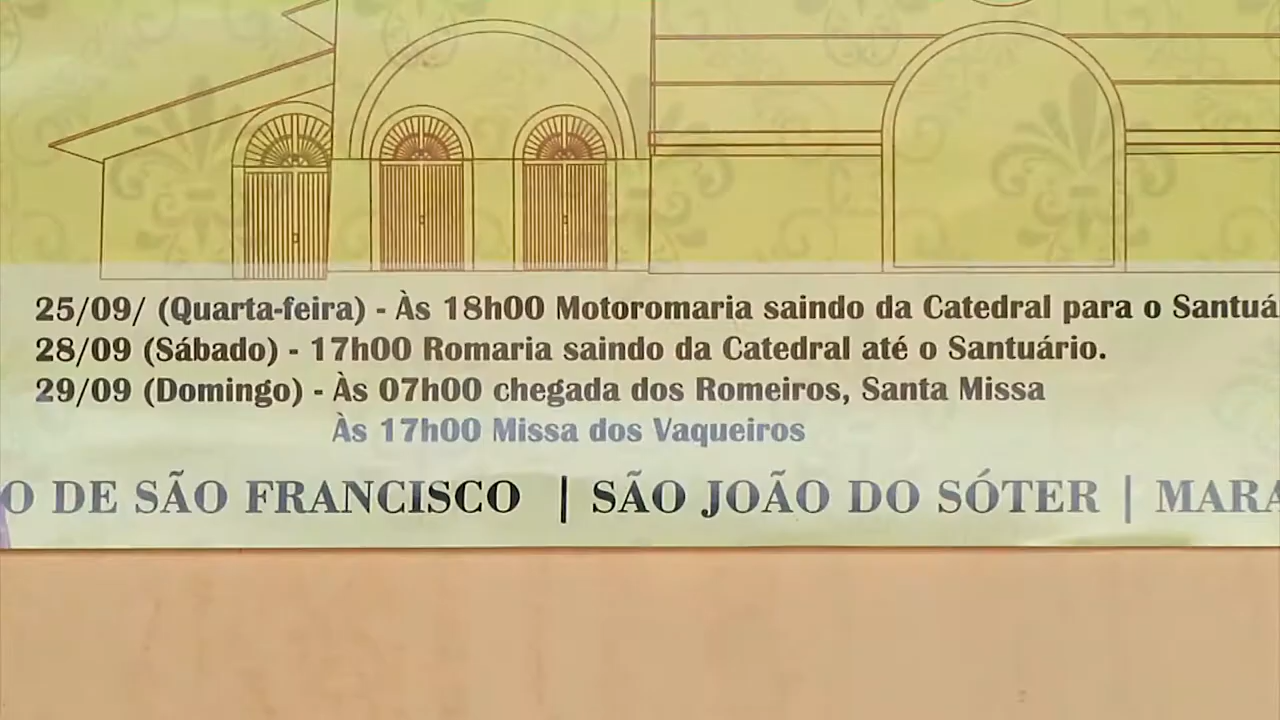 25/09/ (Quarta-feira) - Às 18h00 Motoromaria saindo da Catedral para o Santuá
28/09 (Sábado) - 17h00 Romaria saindo da Catedral até o Santuário.
29/09 (Domingo) - Às 07h00 chegada dos Romeiros, Santa Missa
Às 17h00 Missa dos Vaqueiros
O DE SÃO FRANCISCO | SÃO JOÃO DO SÓTER | MARA